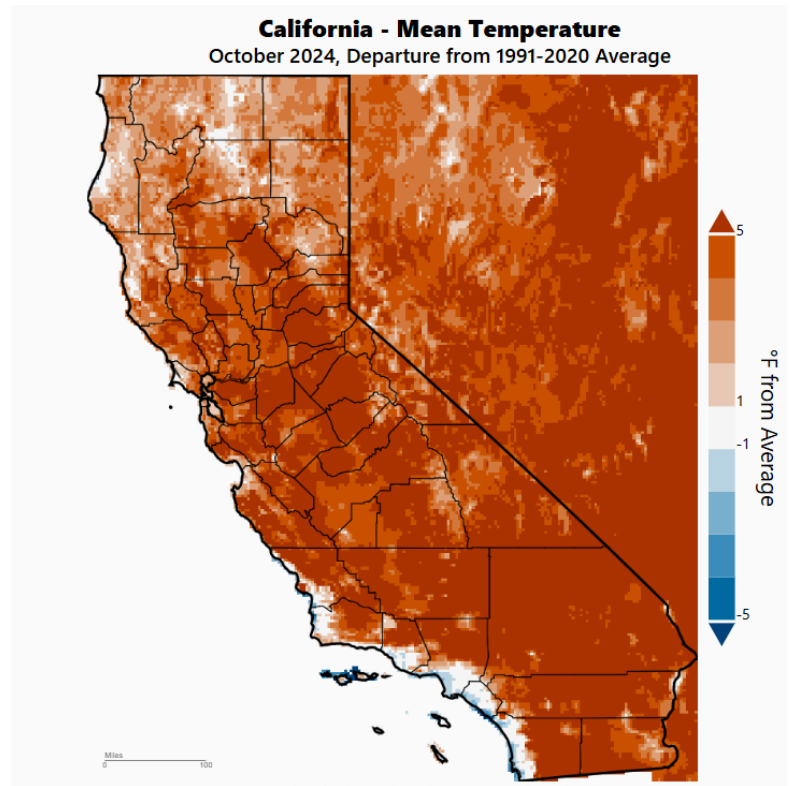 California - Mean Temperature
October 2024, Departure from 1991-2020 Average
5
1
-1
-5
°F from Average
Miles
0 100